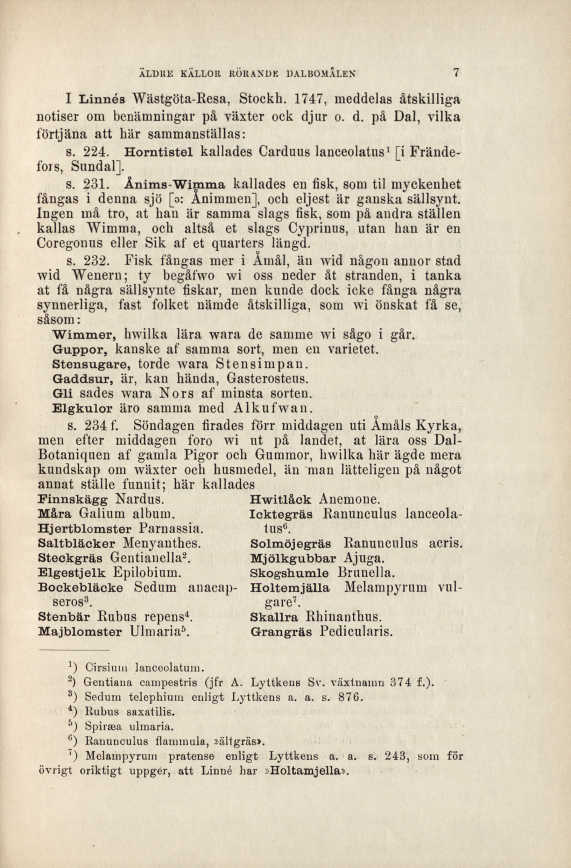 ÄLDRE KÄLLOR RÖRANDE DALBOMÅLEN 7
I Linnés Wästgöta-Resa, Stockh. 1747, meddelas åtskilliga
notiser om benämningar på växter ock djur o. d. på Dal, vilka
förtjäna att här sammanställas:
s. 224. Horntistel kallades Carduus lanceolatus¹ [i Frände-
fors, Sundal].
s. 231. Ånims-Wimma kallades en fisk, som til myckenhet
fångas i denna sjö [ɔ: Ånimmen], och eljest är ganska sällsynt.
Ingen må tro, at han är samma slags fisk, som på andra ställen
kallas Wimma, och altså et slags Cyprinus, utan han är en
Coregonus eller Sik af et quarters längd.
s. 232. Fisk fångas mer i Åmål, än wid någon annor stad
wid Wenern; ty begåfwo wi oss neder åt stranden, i tanka
at få några sällsynte fiskar, men kunde dock icke fånga några
synnerliga, fast folket nämde åtskilliga, som wi önskat få se,
såsom:
Wimmer, hwilka lära wara de samme wi sågo i går.
Guppor, kanske af samma sort, men en varietet.
Stensugare, torde wara Stensimpan.
Gaddsur, är, kan hända, Gasterosteus.
Gli sades wara Nors af minsta sorten.
Elgkulor äro samma med Alkufwan.
s. 234 f. Söndagen firades förr middagen uti Åmåls Kyrka,
men efter middagen foro wi ut på landet, at lära oss Dal-
Botaniquen af gamla Pigor och Gummor, hwilka här ägde mera
kundskap om wäxter och husmedel, än man lätteligen på något
annat ställe funnit; här kallades
Finnskägg Nardus.
Måra Galium album.
Hjertblomster Parnassia.
Saltbläcker Menyanthes.
Steckgräs Gentianella².
Elgestjelk Epilobium.
Bockebläcke Sedum anacap-
seros³.
Stenbär Rubus repens⁴.
Majblomster Ulmaria⁵.
Hwitläck Anemone.
Icktegräs Ranunculus lanceola-
tus⁶.
Solmöjegräs Ranunculus acris.
Mjölkgubbar Ajuga.
Skogshumle Brunella.
Holtemjälla Melampyrum vul-
gare⁷.
Skallra Rhinanthus.
Grangräs Pedicularis.
¹) Cirsium lanceolatum.
²) Gentiana campestris (jfr A. Lyttkens Sv. växtnamn 374 f.).
³) Sedum telephium enligt Lyttkens a. a. s. 876.
⁴) Rubus saxatilis.
⁵) Spiræa ulmaria.
⁶) Ranunculus flammula, »ältgräs».
⁷) Melampyrum pratense enligt Lyttkens a. a. s. 243, som för
övrigt oriktigt uppger, att Linné har »Holtamjella».